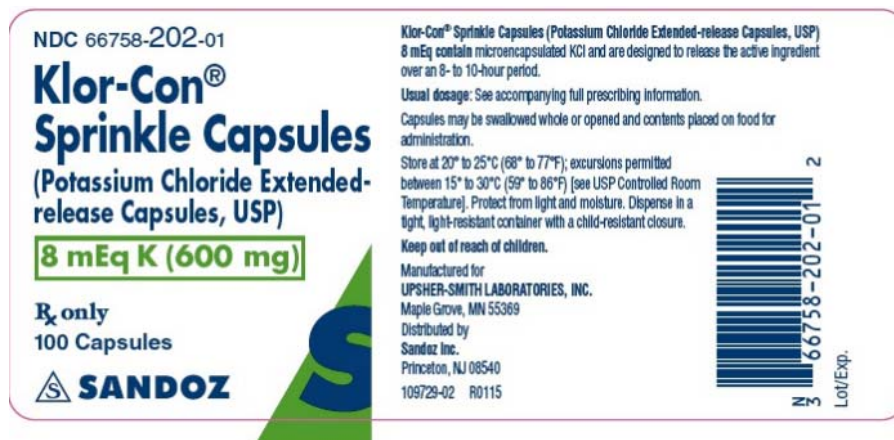 NDC 66758-202-01
Klor-Con®
Sprinkle Capsules
(Potassium Chloride Extended-
release Capsules, USP)
8 mEq K (600 mg)
Rx only
100 Capsules
S SANDOZ
S
Klor-Con® Sprinkle Capsules (Potassium Chloride Extended-release Capsules, USP)
8 mEq contain microencapsulated KCl and are designed to release the active ingredient
over an 8- to 10-hour period.
Usual dosage: See accompanying full prescribing information.
Capsules may be swallowed whole or opened and contents placed on food for
administration.
Store at 20° to 25°C (68° to 77°F); excursions permitted
between 15° to 30°C (59° to 86°F) [see USP Controlled Room
Temperature]. Protect from light and moisture. Dispense in a
tight, light-resistant container with a child-resistant closure.
Keep out of reach of children.
Manufactured for
UPSHER-SMITH LABORATORIES, INC.
Maple Grove, MN 55369
Distributed by
Sandoz Inc.
Princeton, NJ 08540
109729-02 R0115
N
3 66758-202-01 2
Lot/Exp.